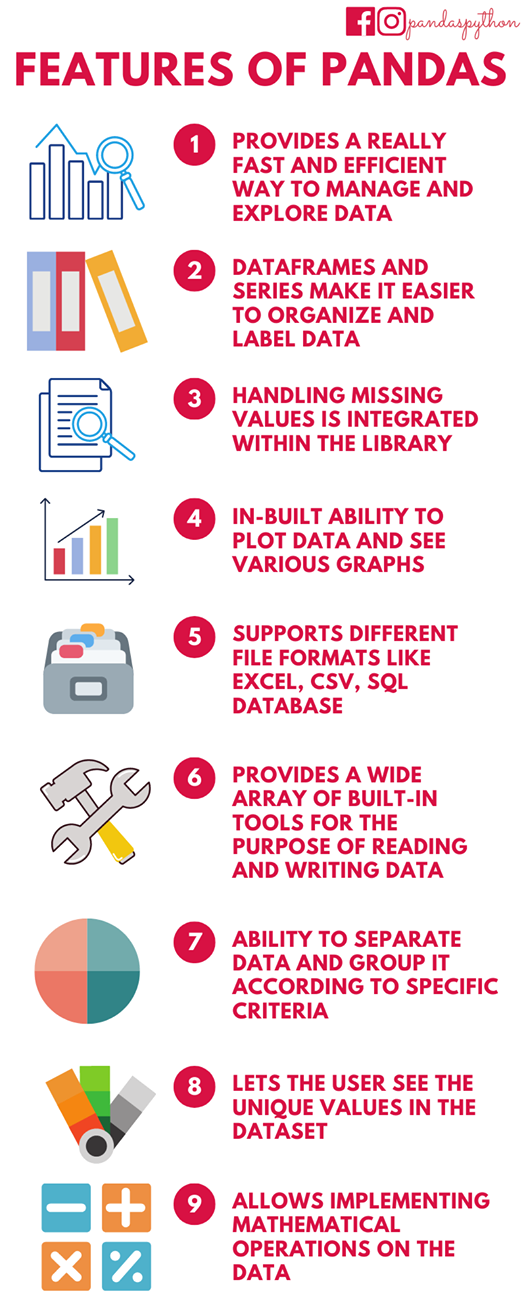 pandaspython
FEATURES OF PANDAS
1
PROVIDES A REALLY
FAST AND EFFICIENT
WAY TO MANAGE AND
EXPLORE DATA
2
DATAFRAMES AND
SERIES MAKE IT EASIER
TO ORGANIZE AND
LABEL DATA
3
HANDLING MISSING
VALUES IS INTEGRATED
WITHIN THE LIBRARY
4
IN-BUILT ABILITY TO
PLOT DATA AND SEE
VARIOUS GRAPHS
5
SUPPORTS DIFFERENT
FILE FORMATS LIKE
EXCEL, CSV, SQL
DATABASE
6
PROVIDES A WIDE
ARRAY OF BUILT-IN
TOOLS FOR THE
PURPOSE OF READING
AND WRITING DATA
7
ABILITY TO SEPARATE
DATA AND GROUP IT
ACCORDING TO SPECIFIC
CRITERIA
8
LETS THE USER SEE THE
UNIQUE VALUES IN THE
DATASET
9
ALLOWS IMPLEMENTING
MATHEMATICAL
OPERATIONS ON THE
DATA